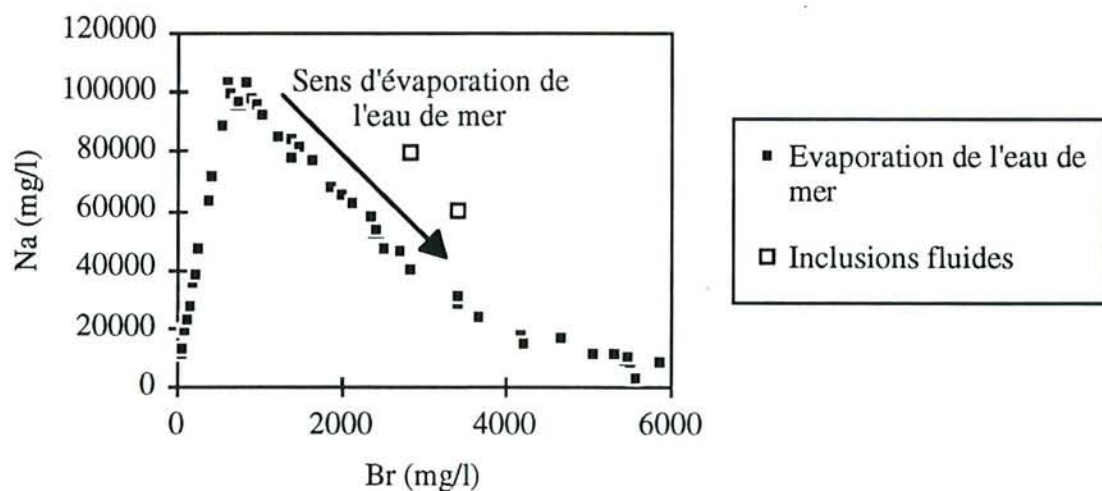 120000
100000
80000
60000
40000
20000
0
Na (mg/l)
Sens d'évaporation de
l'eau de mer
0 2000 4000 6000
Br (mg/l)
Evaporation de l'eau de
mer
Inclusions fluides